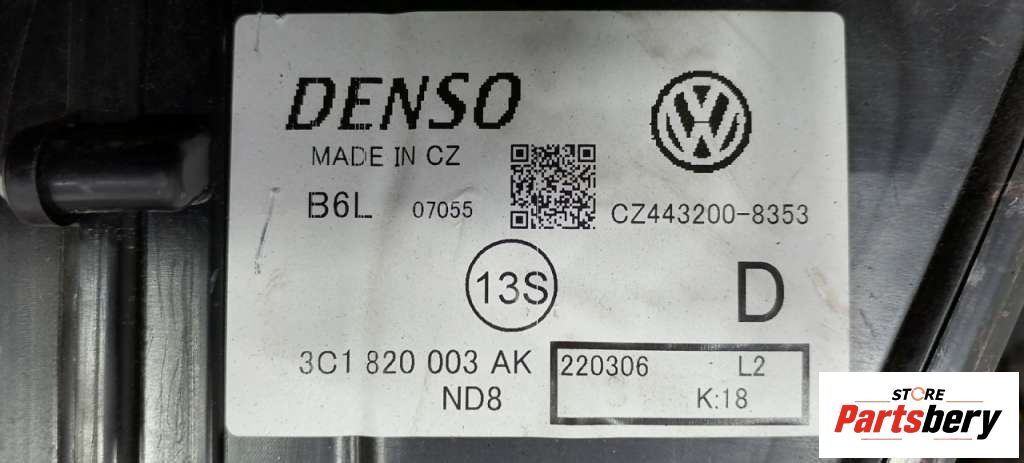 DENSO
MADE IN CZ
B6L 07055
CZ443200-8353
13S
D
3C1 820 003 AK
ND8
220306 L2
K:18
STORE
Partsbery